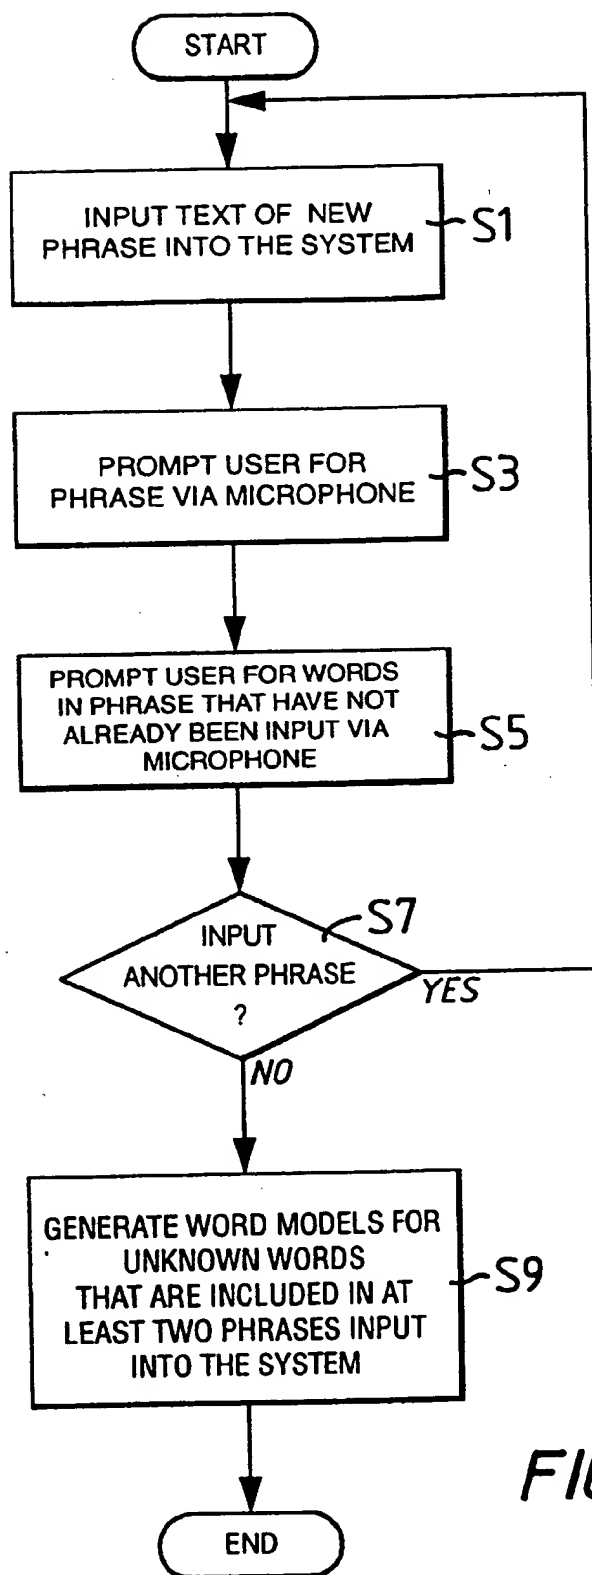 START
INPUT TEXT OF NEW
PHRASE INTO THE SYSTEM
S1
PROMPT USER FOR
PHRASE VIA MICROPHONE
S3
PROMPT USER FOR WORDS
IN PHRASE THAT HAVE NOT
ALREADY BEEN INPUT VIA
MICROPHONE
S5
S7
INPUT
ANOTHER PHRASE
?
YES
NO
GENERATE WORD MODELS FOR
UNKNOWN WORDS
THAT ARE INCLUDED IN AT
LEAST TWO PHRASES INPUT
INTO THE SYSTEM
S9
END